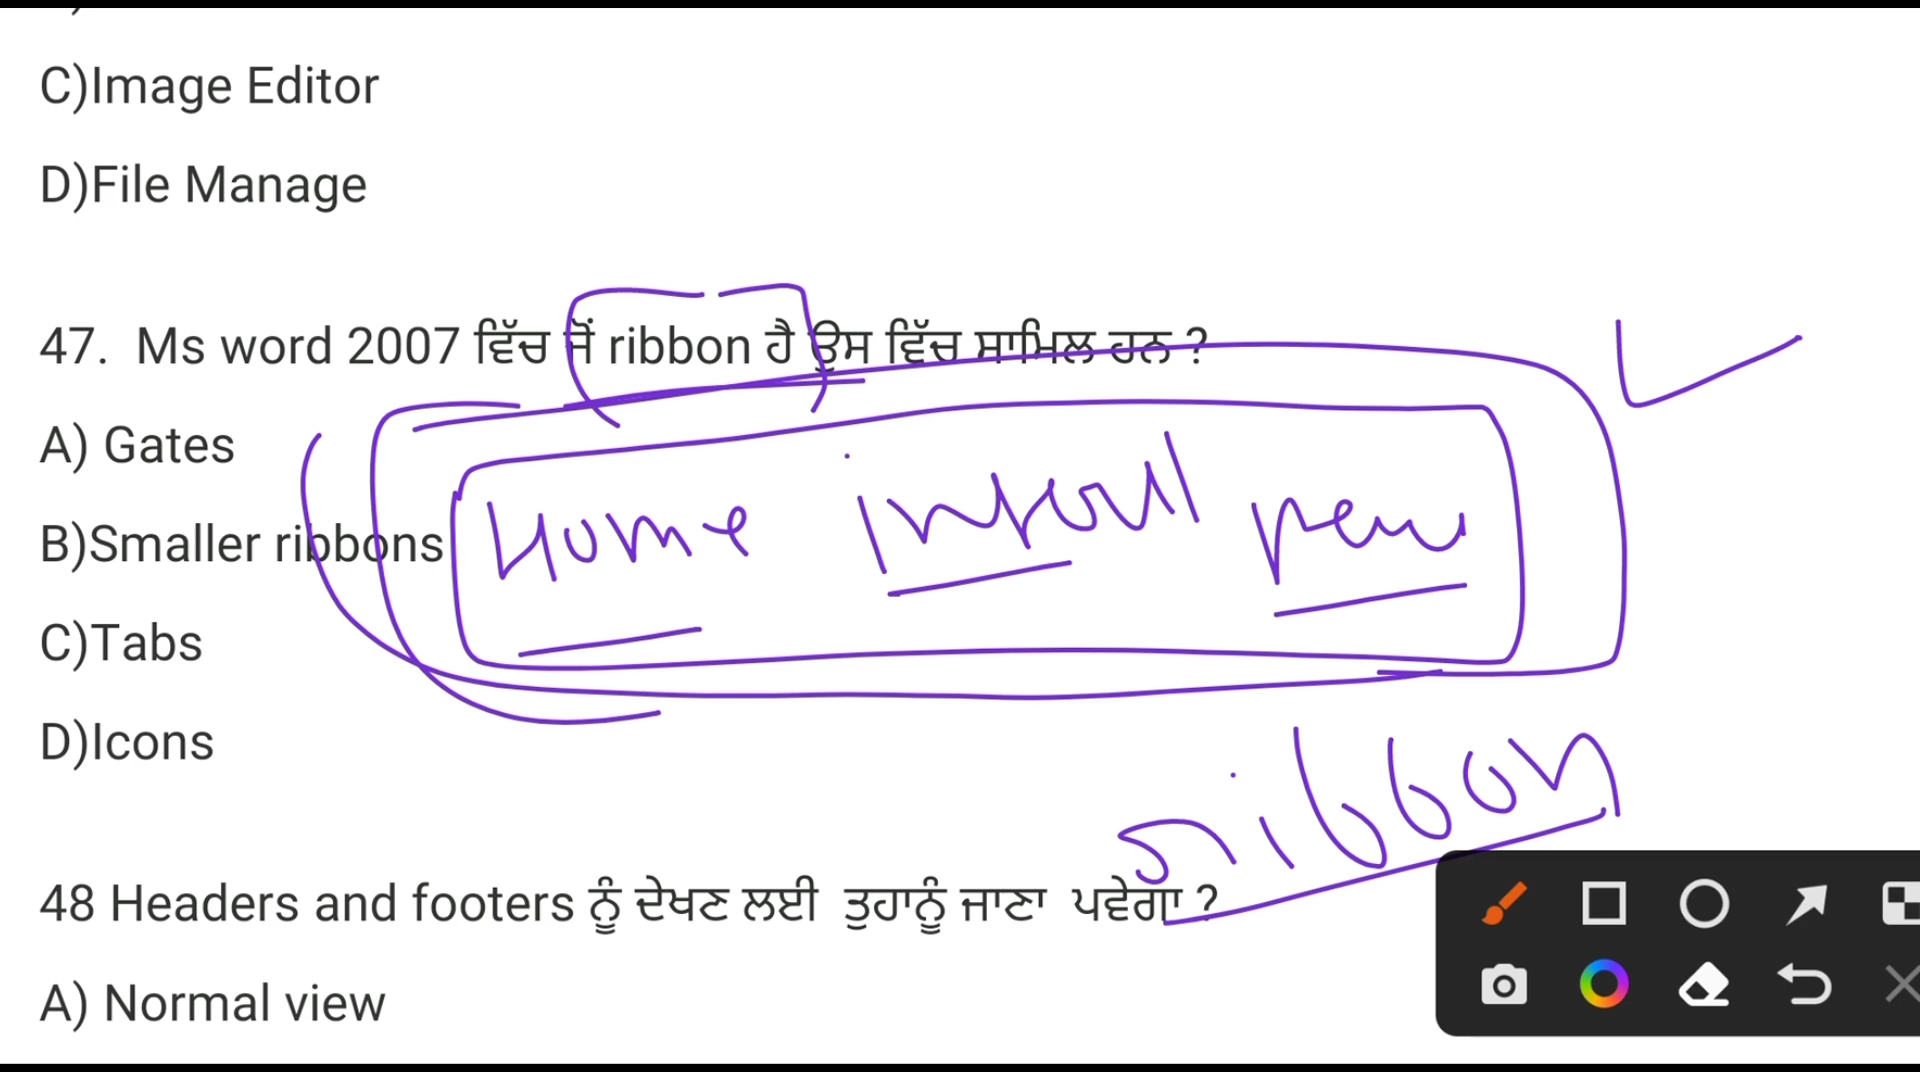 C)Image Editor
D)File Manage
47. Ms word 2007 ਵਿੱਚ ਜੋਂ ribbon ਹੈ ਉਸ ਵਿੱਚ ਸ਼ਾਮਿਲ ਹਨ ?
A) Gates
B)Smaller ribbons
Home
C)Tabs
D)Icons
ribbon
48 Headers and footers ਨੂੰ ਦੇਖਣ ਲਈ ਤੁਹਾਨੂੰ ਜਾਣਾ ਪਵੇਗਾ ?
A) Normal view